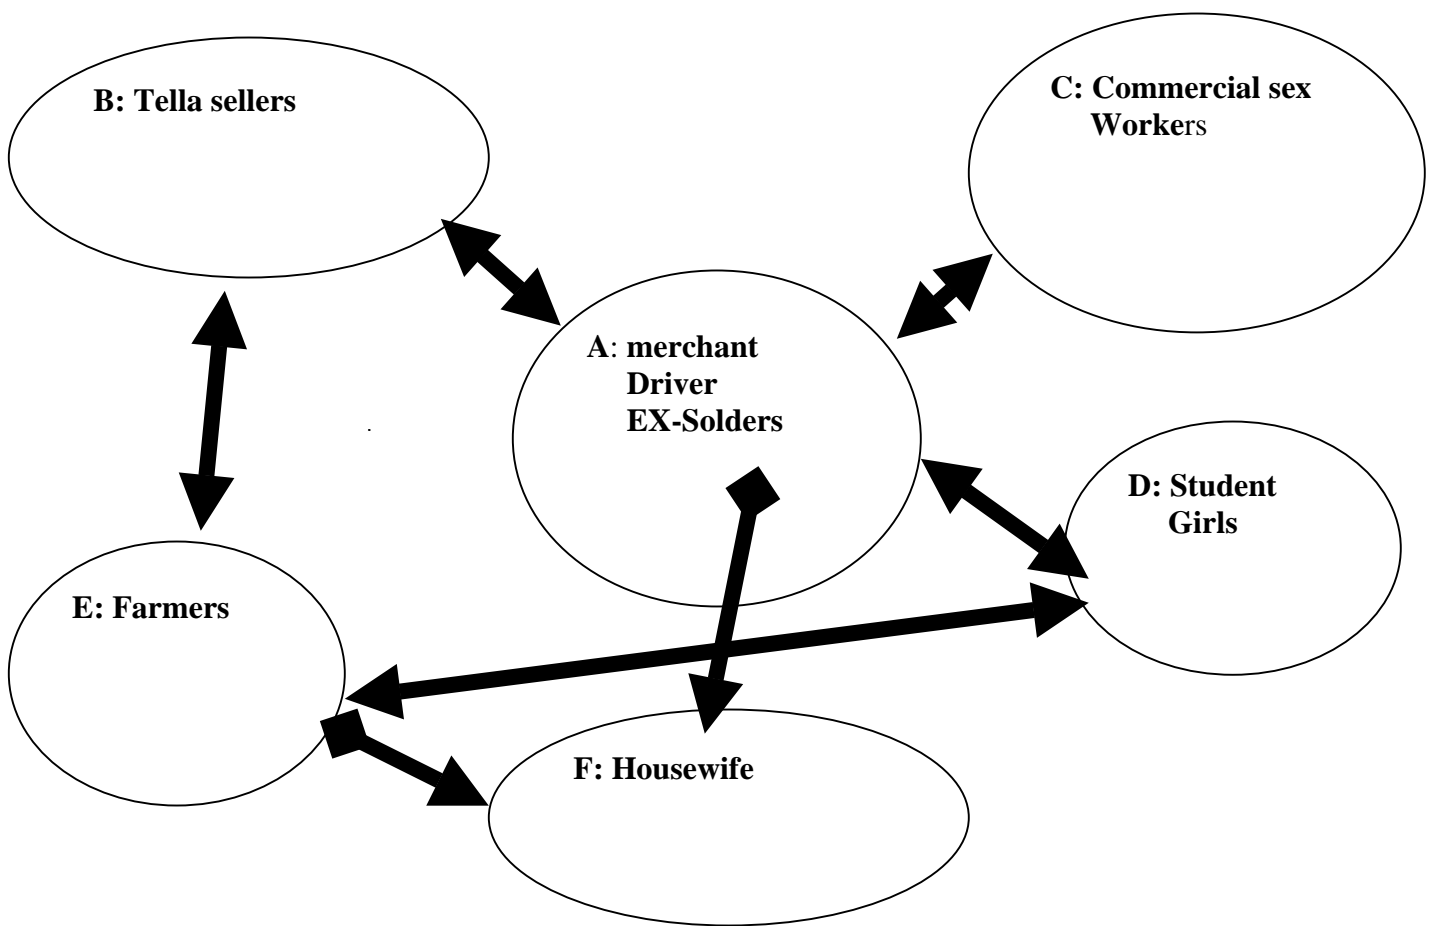 B: Tella sellers
C: Commercial sex
Workers
A: merchant
Driver
EX-Solders
D: Student
Girls
E: Farmers
F: Housewife